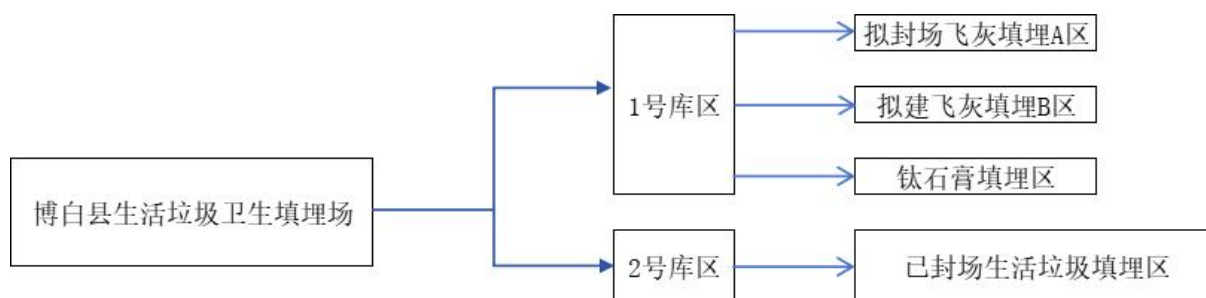 拟封场飞灰填埋A区
1号库区
拟建飞灰填埋B区
钛石膏填埋区
博白县生活垃圾卫生填埋场
2号库区
已封场生活垃圾填埋区